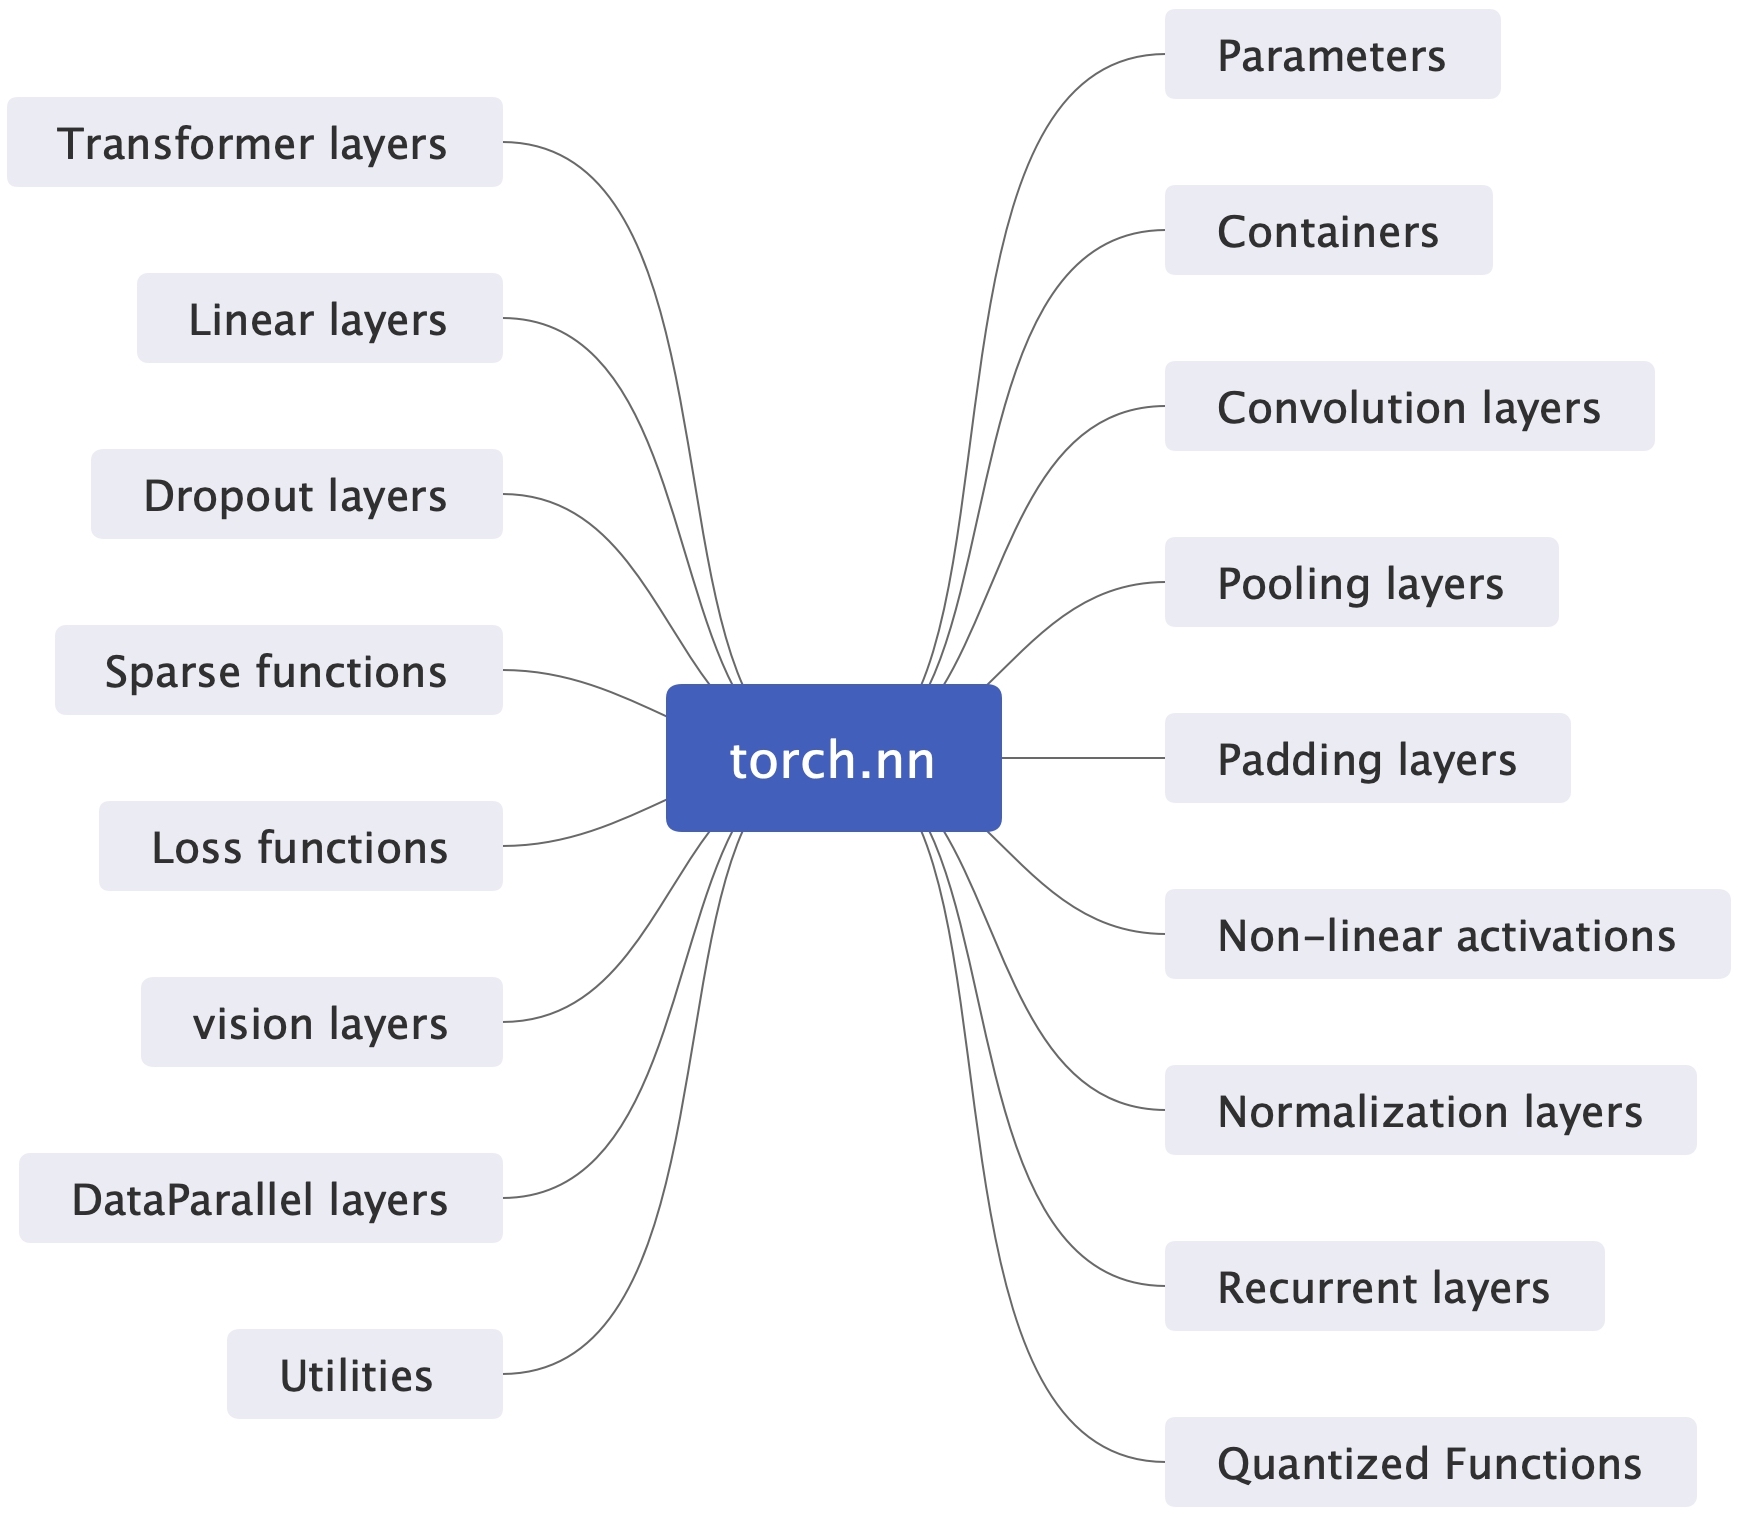 Transformer layers
Linear layers
Dropout layers
Sparse functions
Loss functions
vision layers
DataParallel layers
Utilities
torch.nn
Parameters
Containers
Convolution layers
Pooling layers
Padding layers
Non-linear activations
Normalization layers
Recurrent layers
Quantized Functions